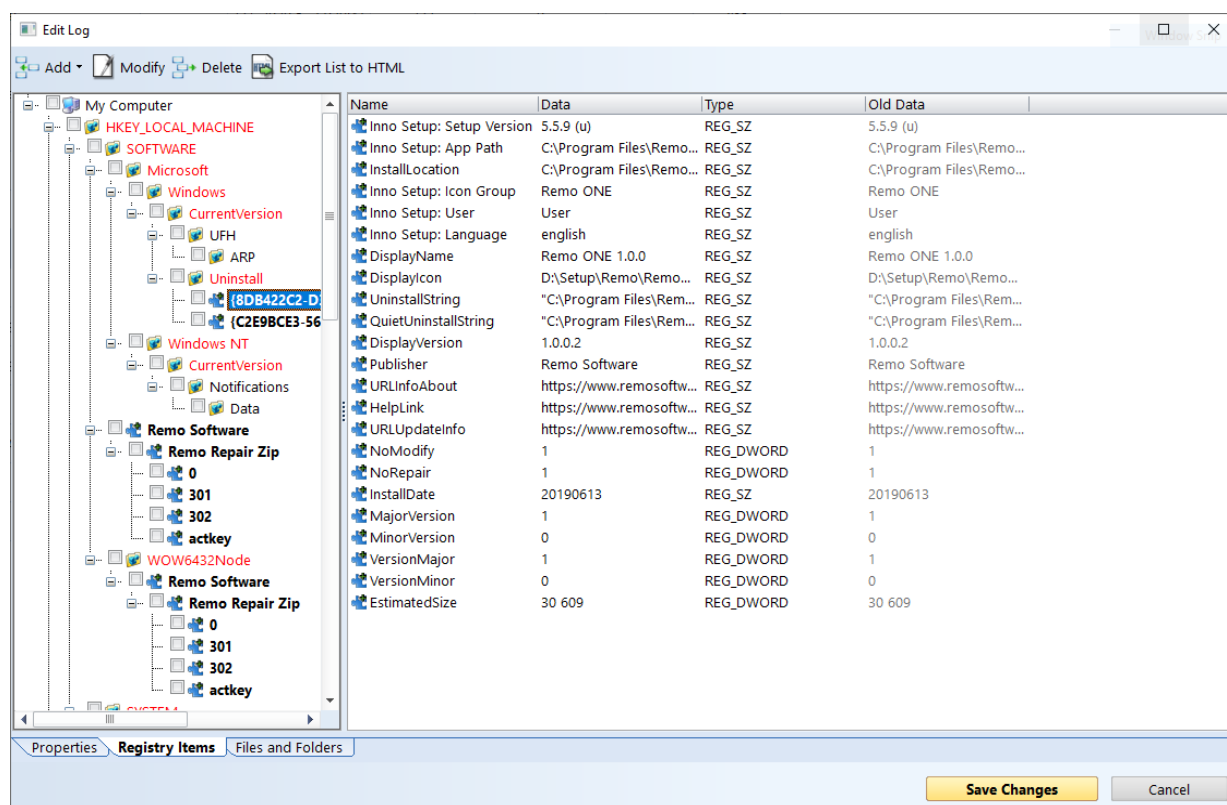 Edit Log
Add Modify Delete Export List to HTML
My Computer
HKEY_LOCAL_MACHINE
SOFTWARE
Microsoft
Windows
CurrentVersion
UFH
ARP
Uninstall
{8DB422C2-D
{C2E9BCE3-56
Windows NT
CurrentVersion
Notifications
Data
Remo Software
Remo Repair Zip
0
301
302
actkey
WOW6432Node
Remo Software
Remo Repair Zip
0
301
302
actkey
SYSTEM
Name Data Type Old Data
Inno Setup: Setup Version 5.5.9 (u) REG_SZ 5.5.9 (u)
Inno Setup: App Path C:\Program Files\Remo... REG_SZ C:\Program Files\Remo...
InstallLocation C:\Program Files\Remo... REG_SZ C:\Program Files\Remo...
Inno Setup: Icon Group Remo ONE REG_SZ Remo ONE
Inno Setup: User User REG_SZ User
Inno Setup: Language english REG_SZ english
DisplayName Remo ONE 1.0.0 REG_SZ Remo ONE 1.0.0
DisplayIcon D:\Setup\Remo\Remo... REG_SZ D:\Setup\Remo\Remo...
UninstallString "C:\Program Files\Rem... REG_SZ "C:\Program Files\Rem...
QuietUninstallString "C:\Program Files\Rem... REG_SZ "C:\Program Files\Rem...
DisplayVersion 1.0.0.2 REG_SZ 1.0.0.2
Publisher Remo Software REG_SZ Remo Software
URLInfoAbout https://www.remosoftw... REG_SZ https://www.remosoftw...
HelpLink https://www.remosoftw... REG_SZ https://www.remosoftw...
URLUpdateInfo https://www.remosoftw... REG_SZ https://www.remosoftw...
NoModify 1 REG_DWORD 1
NoRepair 1 REG_DWORD 1
InstallDate 20190613 REG_SZ 20190613
MajorVersion 1 REG_DWORD 1
MinorVersion 0 REG_DWORD 0
VersionMajor 1 REG_DWORD 1
VersionMinor 0 REG_DWORD 0
EstimatedSize 30 609 REG_DWORD 30 609
Properties Registry Items Files and Folders
Save Changes Cancel